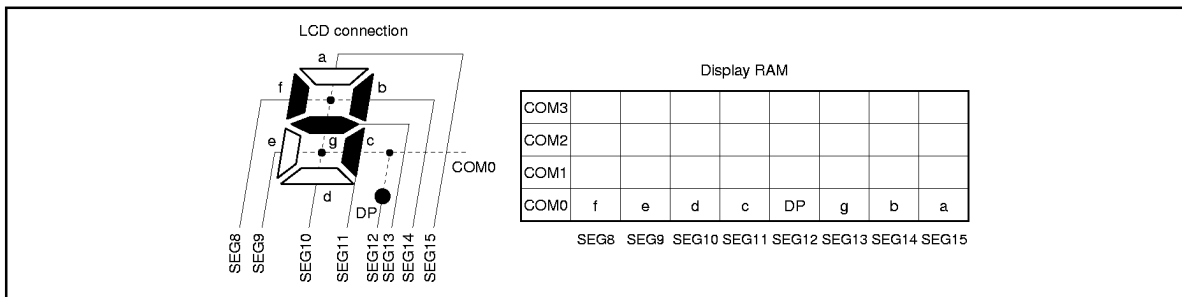 LCD connection
a
f
b
e
g
c
COM0
d
DP
SEG8
SEG9
SEG10
SEG11
SEG12
SEG13
SEG14
SEG15
Display RAM
COM3
COM2
COM1
COM0 f e d c DP g b a
SEG8 SEG9 SEG10 SEG11 SEG12 SEG13 SEG14 SEG15